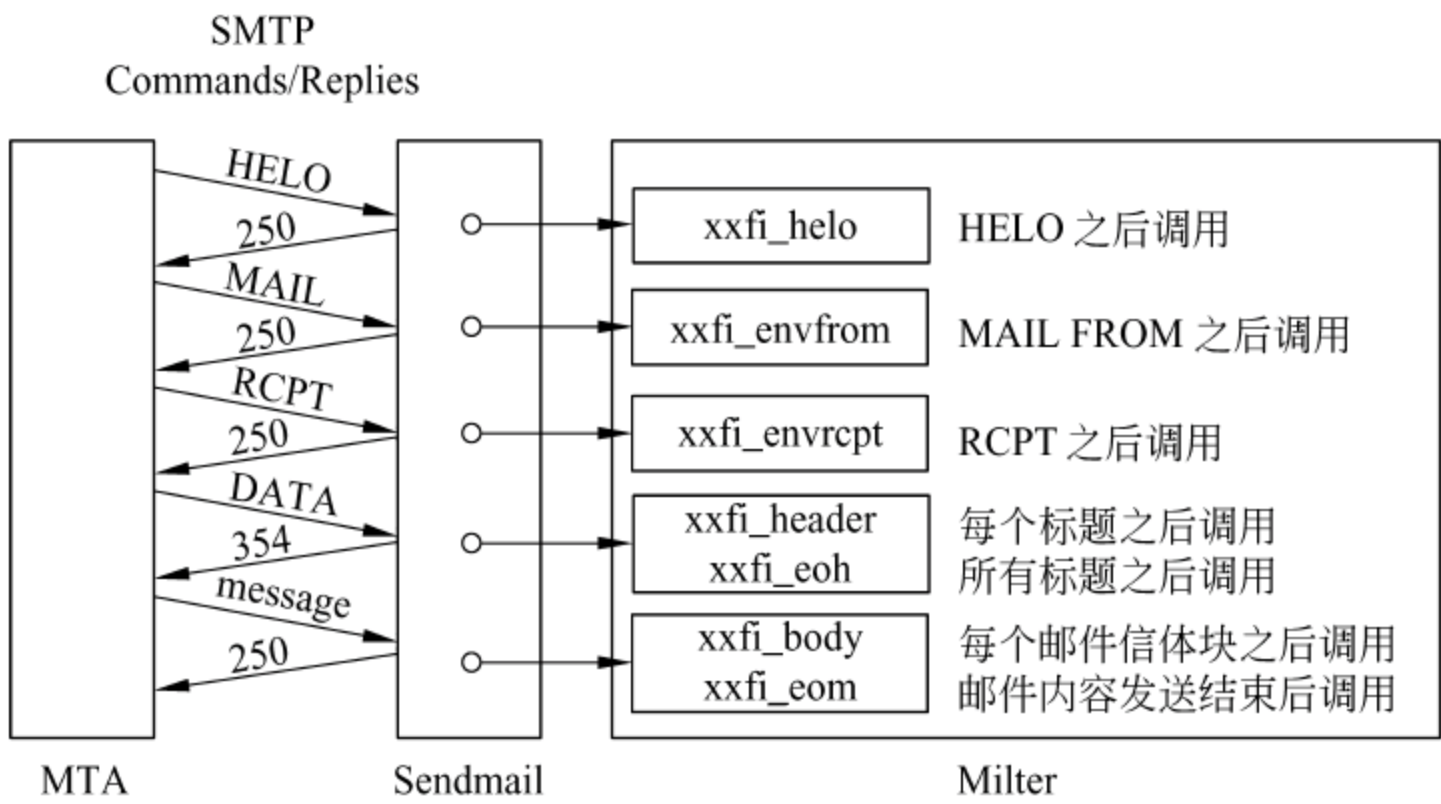 SMTP
Commands/Replies
HELO
250
MAIL
250
RCPT
250
DATA
354
message
250
xxfi_helo
HELO 之后调用
xxfi_envfrom
MAIL FROM 之后调用
xxfi_envrcpt
RCPT 之后调用
xxfi_header
每个标题之后调用
xxfi_eoh
所有标题之后调用
xxfi_body
每个邮件信体块之后调用
xxfi_eom
邮件内容发送结束后调用
MTA
Sendmail
Milter